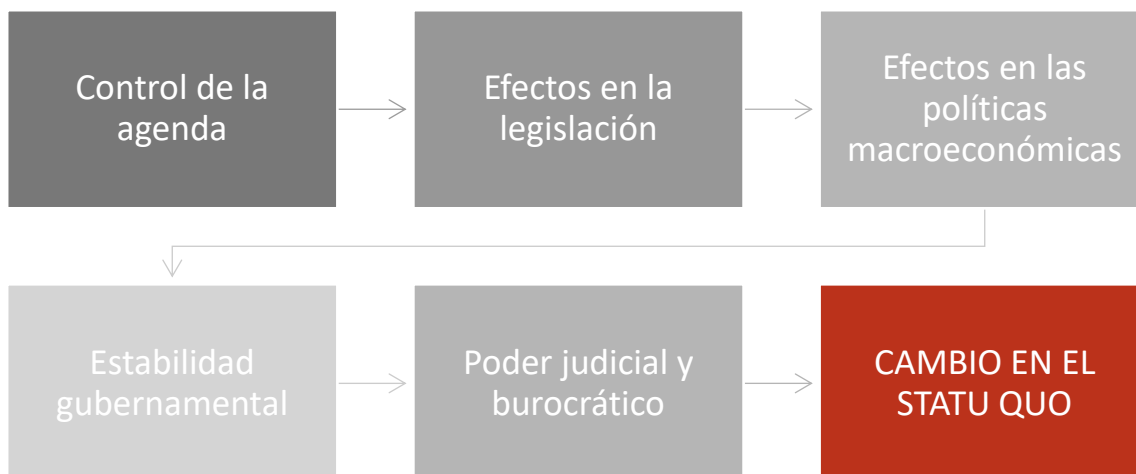 Control de la
agenda
Efectos en la
legislación
Efectos en las
políticas
macroeconómicas
Estabilidad
gubernamental
Poder judicial y
burocrático
CAMBIO EN EL
STATU QUO